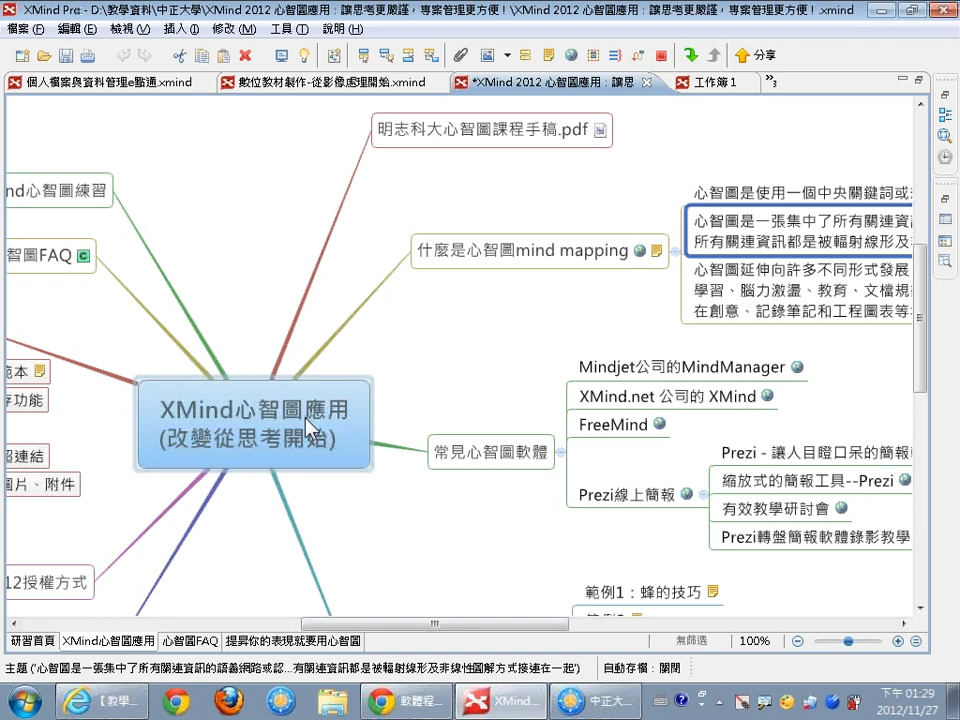 XMind Pro - D:\教學資料\中正大學\XMind 2012 心智圖應用：讓思考更嚴謹，專案管理更方便！\XMind 2012 心智圖應用：讓思考更嚴謹，專案管理更方便！.xmind
檔案(F) 編輯(E) 檢視(V) 插入(I) 修改(M) 工具(T) 說明(H)
分享
個人檔案與資料管理e點通.xmind
數位教材創作-從影像處理開始.xmind
*XMind 2012 心智圖應用：讓思
工作簿 1
3
明志科大心智圖課程手稿.pdf
nd心智圖練習
心智圖是使用一個中央關鍵詞或
心智圖是一張集中了所有關連資
所有關連資訊都是被輻射線形及
什麼是心智圖mind mapping
智圖FAQ
心智圖延伸向許多不同形式發展
學習、腦力激盪、教育、文檔規
在創意、記錄筆記和工程圖表等
Mindjet公司的MindManager
範本
XMind.net 公司的 XMind
存功能
XMind心智圖應用
(改變從思考開始)
FreeMind
常見心智圖軟體
Prezi - 讓人目瞪口呆的簡報
超連結
縮放式的簡報工具--Prezi
圖片、附件
Prezi線上簡報
有效教學研討會
Prezi轉盤簡報軟體錄影教學
12授權方式
範例1：蜂的技巧
研習首頁 XMind心智圖應用 心智圖FAQ 提昇你的表現就要用心智圖
無篩選 100%
主題 ('心智圖是一張集中了所有關連資訊的語義網路或認...有關連資訊都是被輻射線形及非線性圖解方式接連在一起')
自動存檔：關閉
【教學...
軟體程...
XMind...
中正大...
下午 01:29
2012/11/27